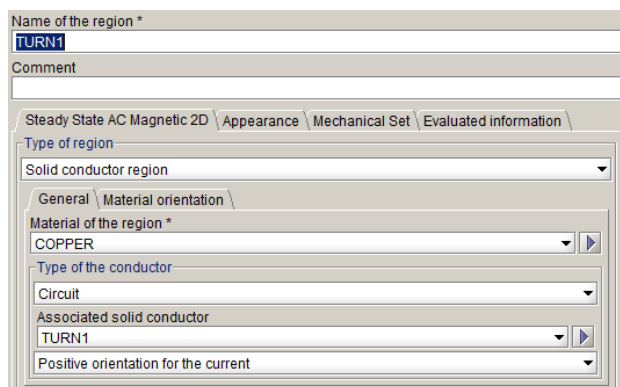 Name of the region *
TURN1
Comment
Steady State AC Magnetic 2D Appearance Mechanical Set Evaluated information
Type of region
Solid conductor region
General Material orientation
Material of the region *
COPPER
Type of the conductor
Circuit
Associated solid conductor
TURN1
Positive orientation for the current